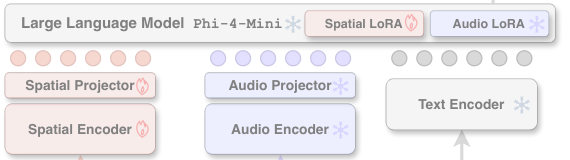 Large Language Model Phi-4-Mini Spatial LoRA Audio LoRA
Spatial Projector Audio Projector
Text Encoder
Spatial Encoder Audio Encoder